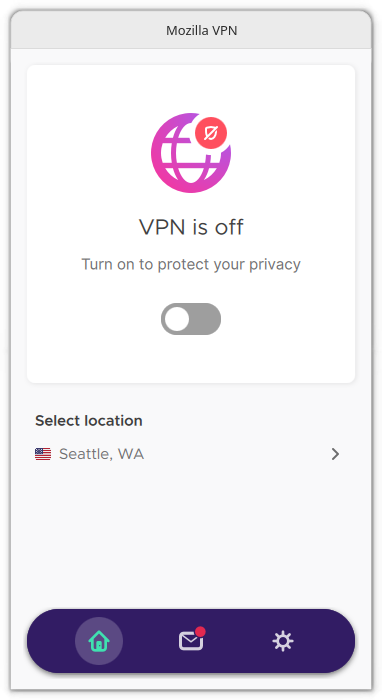 Mozilla VPN
VPN is off
Turn on to protect your privacy
Select location
Seattle, WA